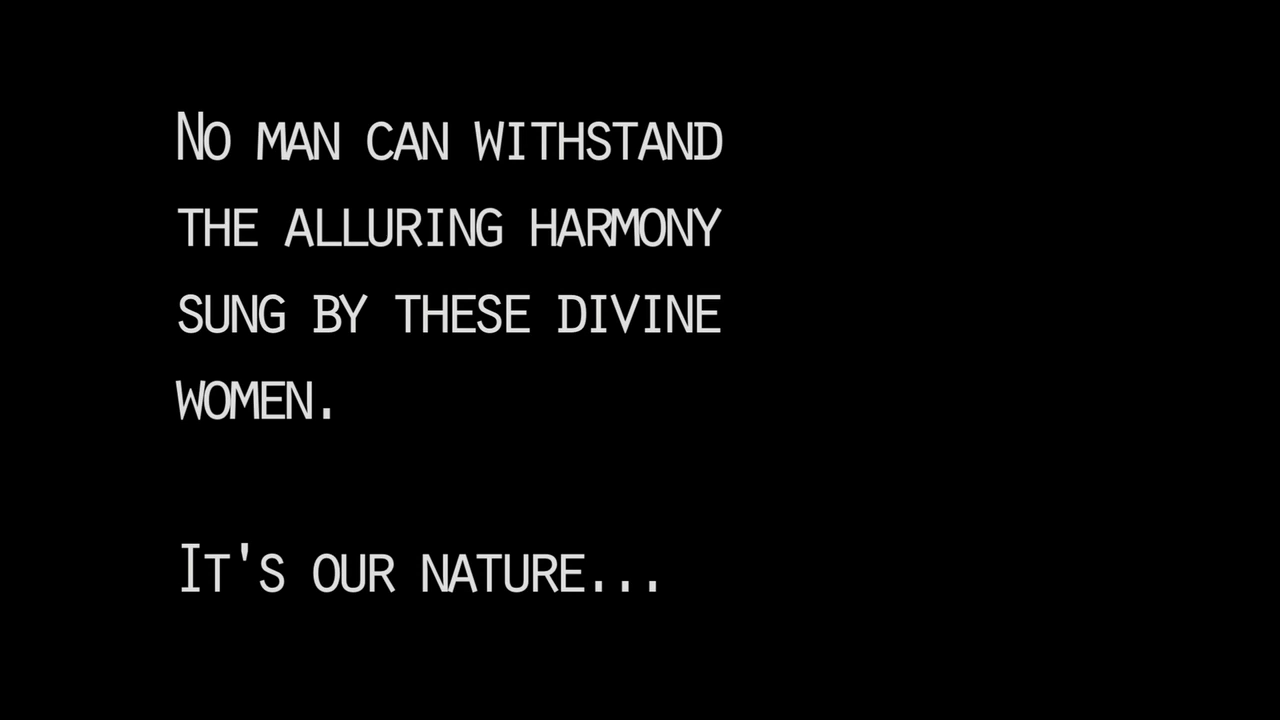 No man can withstand
the alluring harmony
sung by these divine
women.
It's our nature...